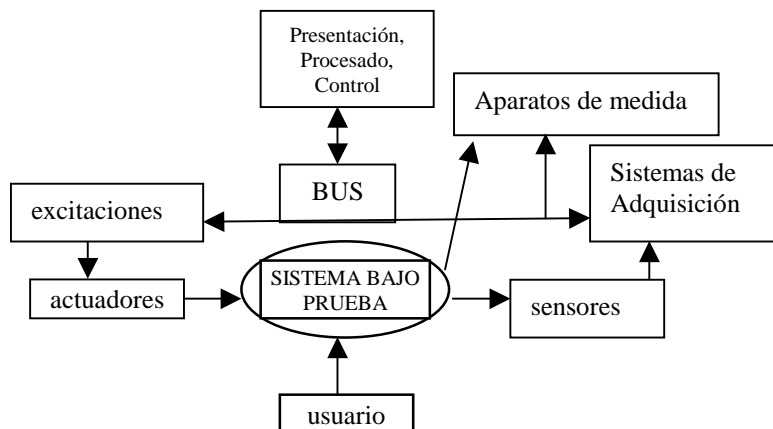 Presentación,
Procesado,
Control
Aparatos de medida
BUS
Sistemas de
Adquisición
excitaciones
actuadores
SISTEMA BAJO
PRUEBA
sensores
usuario